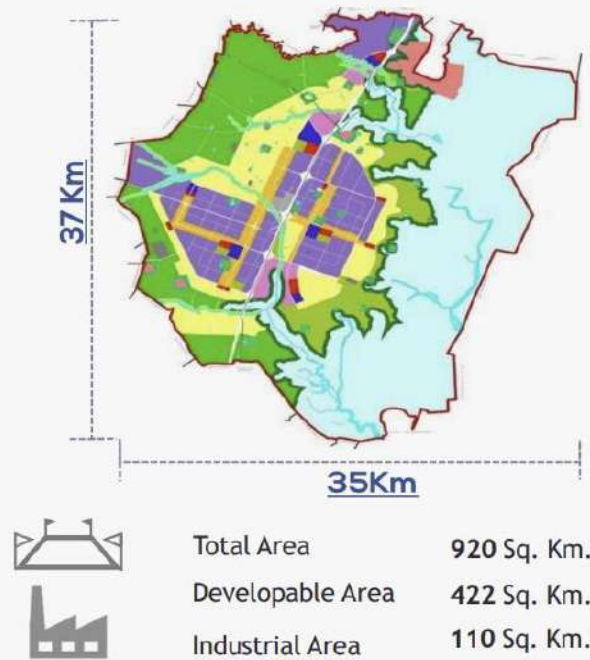 37 Km
35Km
Total Area 920 Sq. Km.
Developable Area 422 Sq. Km.
Industrial Area 110 Sq. Km.